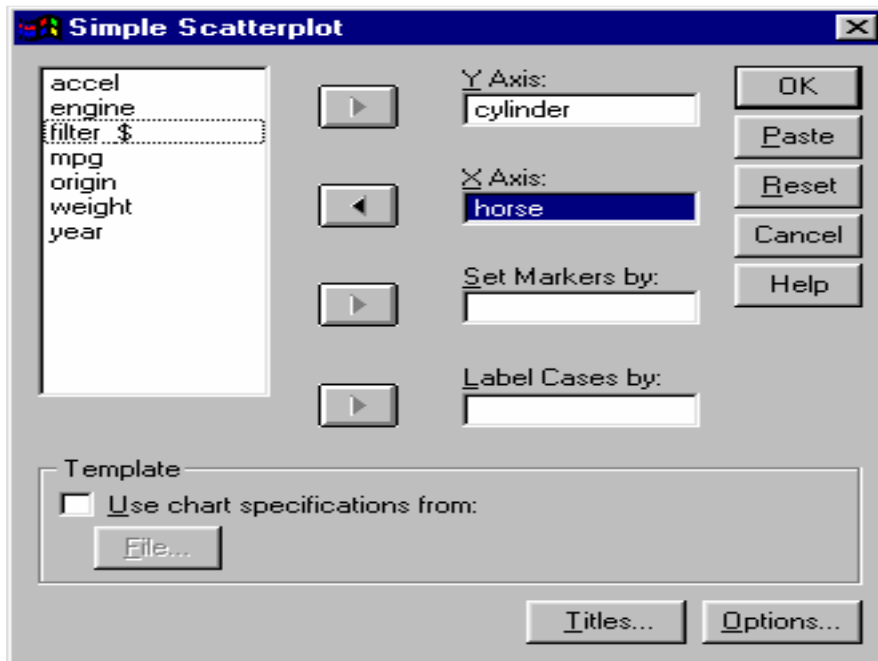 Simple Scatterplot
accel
engine
filter_$
mpg
origin
weight
year
Y Axis:
cylinder
X Axis:
horse
Set Markers by:
Label Cases by:
OK
Paste
Reset
Cancel
Help
Template
Use chart specifications from:
File...
Titles...
Options...